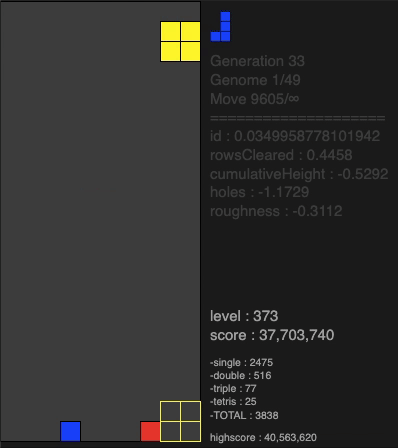 Generation 33
Genome 1/49
Move 9605/∞
====================
id : 0.0349958778101942
rowsCleared : 0.4458
cumulativeHeight : -0.5292
holes : -1.1729
roughness : -0.3112
level : 373
score : 37,703,740
-single : 2475
-double : 516
-triple : 77
-tetris : 25
-TOTAL : 3838
highscore : 40,563,620